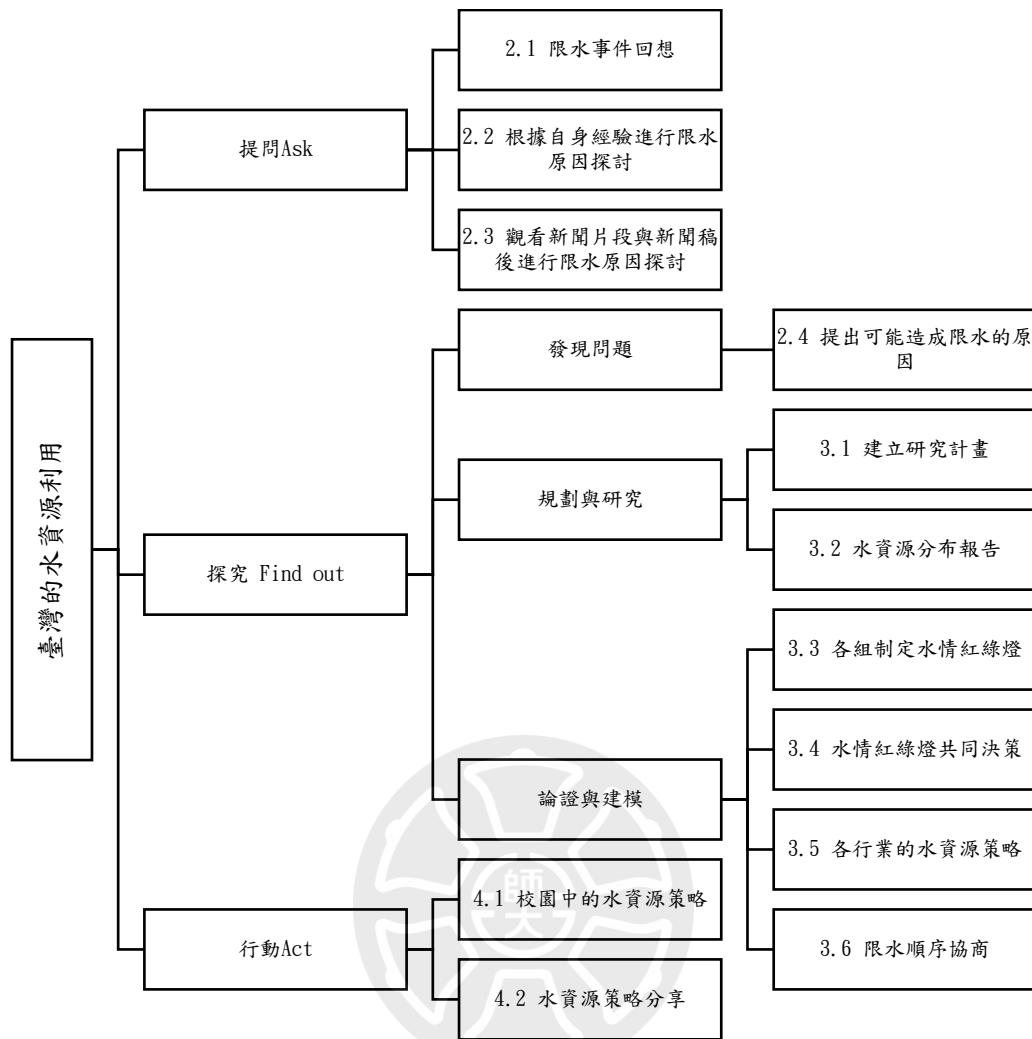 臺灣的水資源利用
提問Ask
2.1 限水事件回想
2.2 根據自身經驗進行限水
原因探討
2.3 觀看新聞片段與新聞稿
後進行限水原因探討
探究 Find out
發現問題
2.4 提出可能造成限水的原
因
規劃與研究
3.1 建立研究計畫
3.2 水資源分布報告
論證與建模
3.3 各組制定水情紅綠燈
3.4 水情紅綠燈共同決策
3.5 各行業的水資源策略
3.6 限水順序協商
行動Act
4.1 校園中的水資源策略
4.2 水資源策略分享
師大